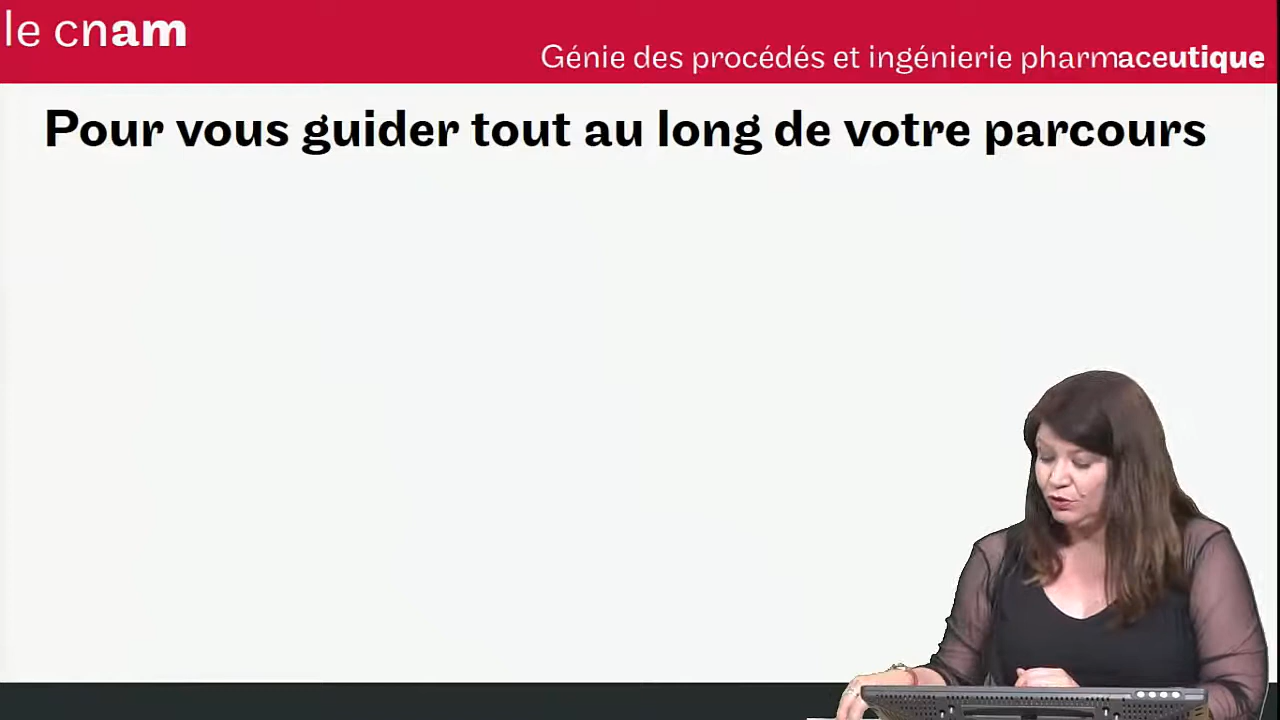 le cnam
Génie des procédés et ingénierie pharmaceutique
Pour vous guider tout au long de votre parcours